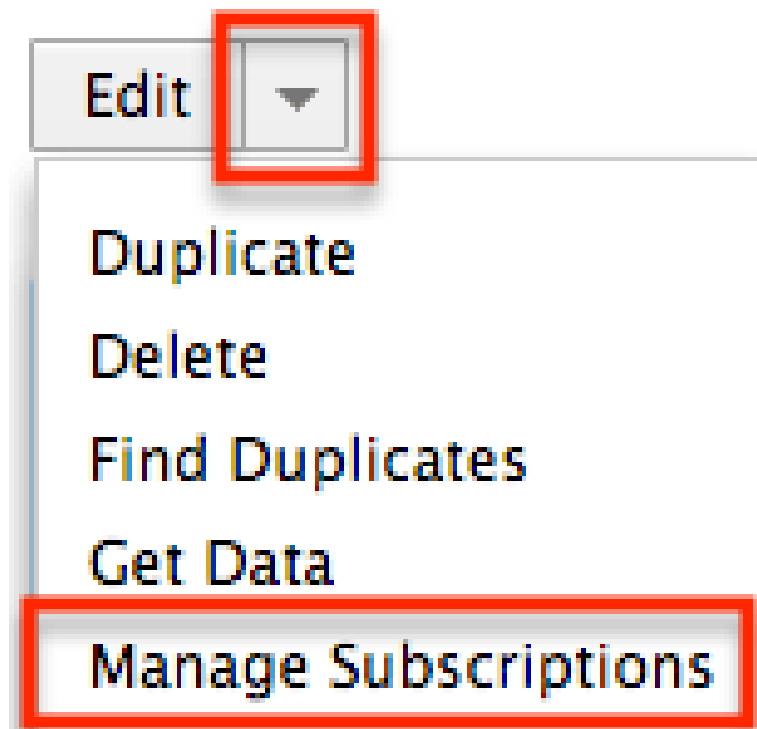 Edit
Duplicate
Delete
Find Duplicates
Get Data
Manage Subscriptions